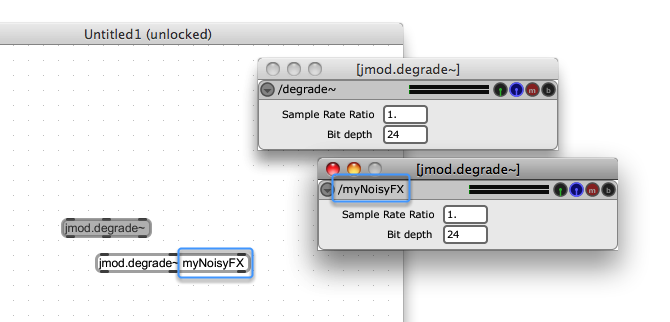 Untitled1 (unlocked)
[jmod.degrade~]
/degrade~
m
b
Sample Rate Ratio 1.
Bit depth 24
[jmod.degrade~]
/myNoisyFX
m
b
Sample Rate Ratio 1.
Bit depth 24
jmod.degrade~
jmod.degrade~ myNoisyFX